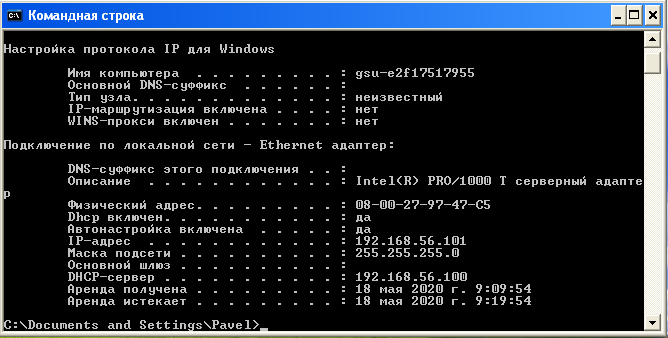 Командная строка
Настройка протокола IP для Windows
Имя компьютера . . . . . . . . . : gsu-e2f17517955
Основной DNS-суффикс . . . . . . :
Тип узла. . . . . . . . . . . . . : неизвестный
IP-маршрутизация включена . . . . : нет
WINS-прокси включен . . . . . . . : нет
Подключение по локальной сети - Ethernet адаптер:
DNS-суффикс этого подключения . . :
Описание . . . . . . . . . . . . : Intel(R) PRO/1000 T серверный адапте
р
Физический адрес. . . . . . . . . : 08-00-27-97-47-C5
Dhcp включен. . . . . . . . . . . : да
Автонастройка включена . . . . . : да
IP-адрес . . . . . . . . . . . . : 192.168.56.101
Маска подсети . . . . . . . . . . : 255.255.255.0
Основной шлюз . . . . . . . . . . :
DHCP-сервер . . . . . . . . . . . : 192.168.56.100
Аренда получена . . . . . . . . . : 18 мая 2020 г. 9:09:54
Аренда истекает . . . . . . . . . : 18 мая 2020 г. 9:19:54
C:\Documents and Settings\Pavel>_